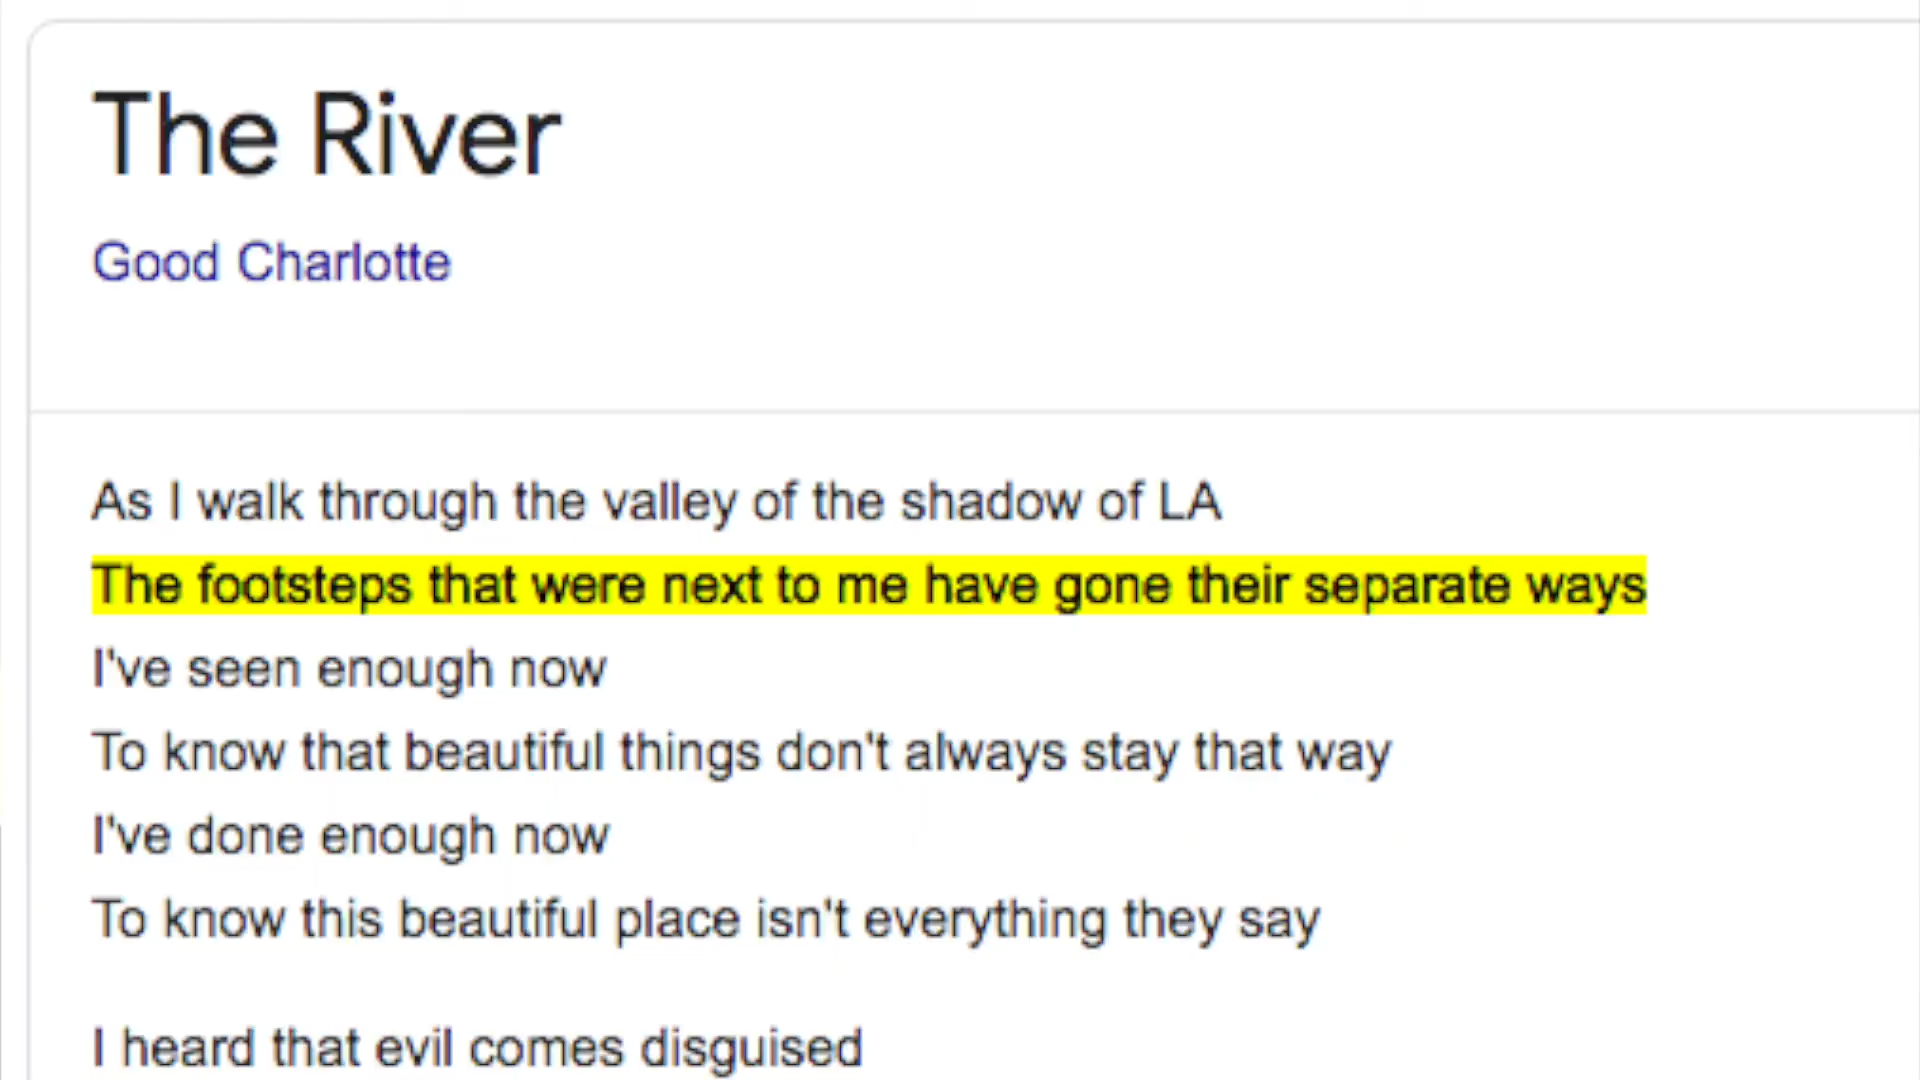 The River
Good Charlotte
As I walk through the valley of the shadow of LA
The footsteps that were next to me have gone their separate ways
I've seen enough now
To know that beautiful things don't always stay that way
I've done enough now
To know this beautiful place isn't everything they say
I heard that evil comes disguised